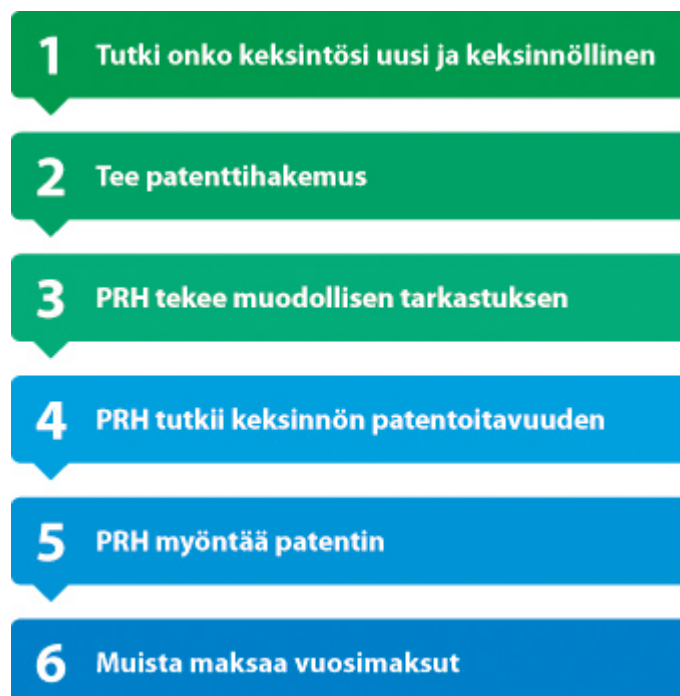 1 Tutki onko keksintösi uusi ja keksinnöllinen
2 Tee patenttihakemus
3 PRH tekee muodollisen tarkastuksen
4 PRH tutkii keksinnön patentoitavuuden
5 PRH myöntää patentin
6 Muista maksaa vuosimaksut